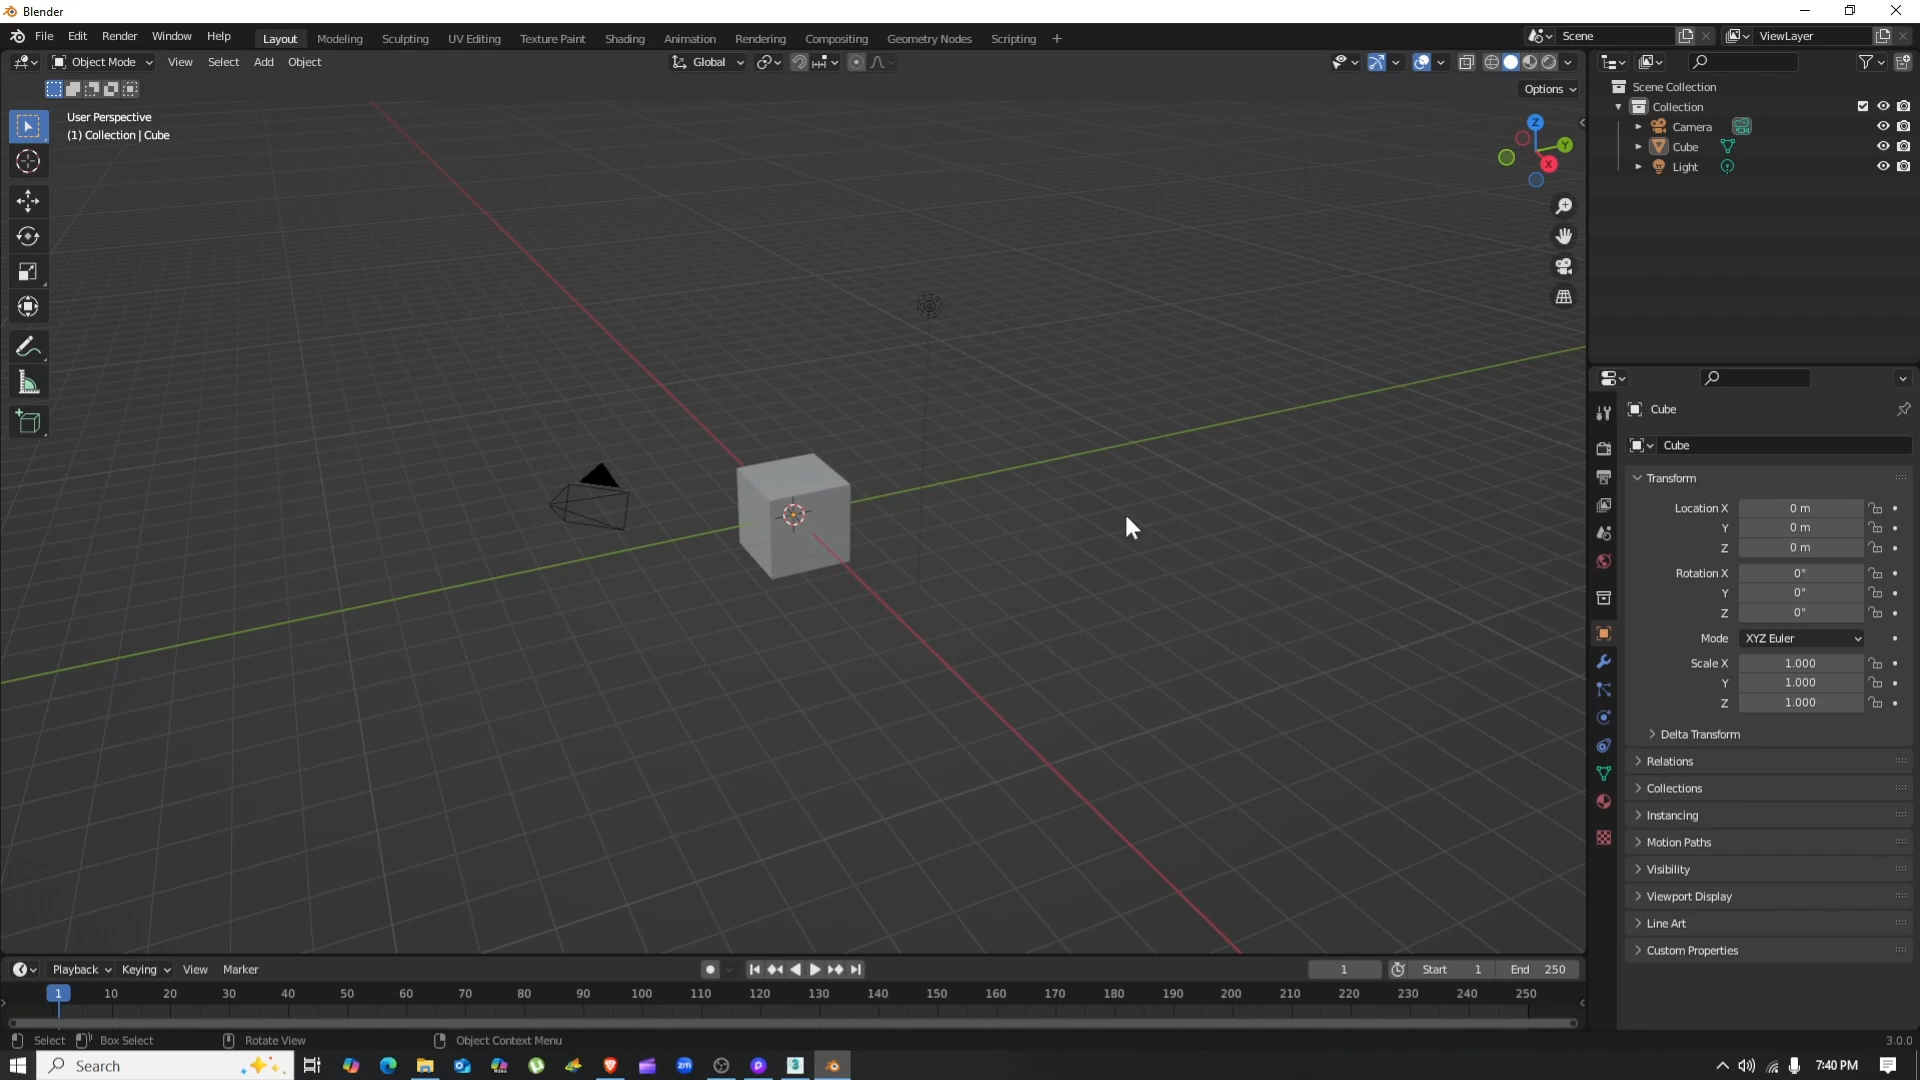 Blender
File Edit Render Window Help Layout Modeling Sculpting UV Editing Texture Paint Shading Animation Rendering Compositing Geometry Nodes Scripting + Scene ViewLayer
Object Mode View Select Add Object Global
Options
User Perspective
(1) Collection | Cube
Z
Y
X
Scene Collection
Collection
Camera
Cube
Light
Cube
Cube
Transform
Location X 0 m
Y 0 m
Z 0 m
Rotation X 0°
Y 0°
Z 0°
Mode XYZ Euler
Scale X 1.000
Y 1.000
Z 1.000
Delta Transform
Relations
Collections
Instancing
Motion Paths
Visibility
Viewport Display
Line Art
Custom Properties
Playback Keying View Marker 1 Start 1 End 250
1 10 20 30 40 50 60 70 80 90 100 110 120 130 140 150 160 170 180 190 200 210 220 230 240 250
Select Box Select Rotate View Object Context Menu 3.0.0
Search zm 3 7:40 PM